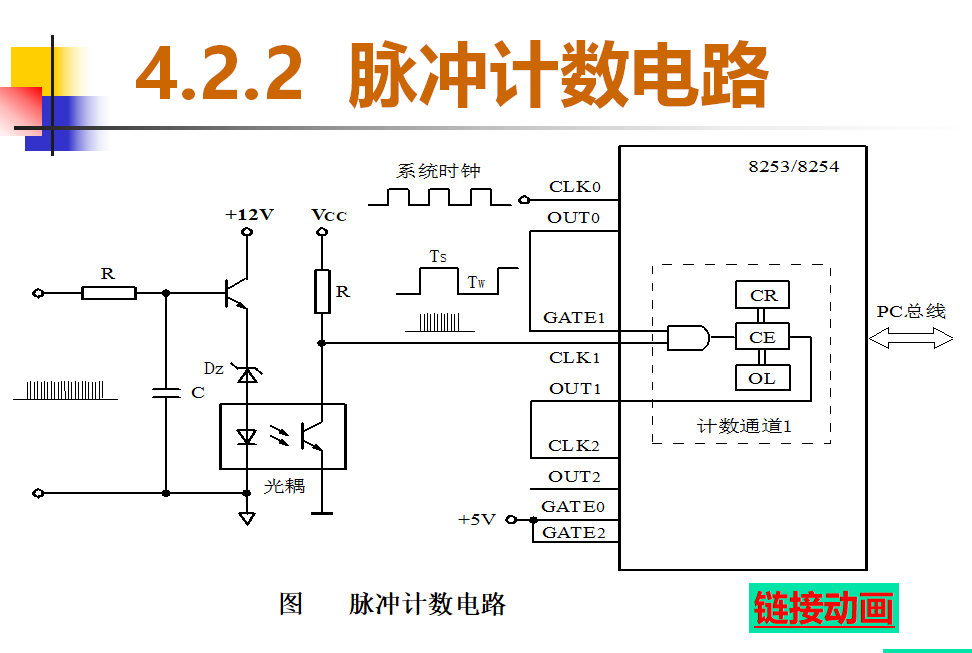 4.2.2 脉冲计数电路
系统时钟
8253/8254
CLK0
OUT0
+12V
VCC
Ts
Tw
R
R
CR
PC总线
GATE1
CE
CLK1
Dz
OL
C
OUT1
计数通道1
CLK2
OUT2
光耦
GATE0
+5V
GATE2
图 脉冲计数电路
链接动画